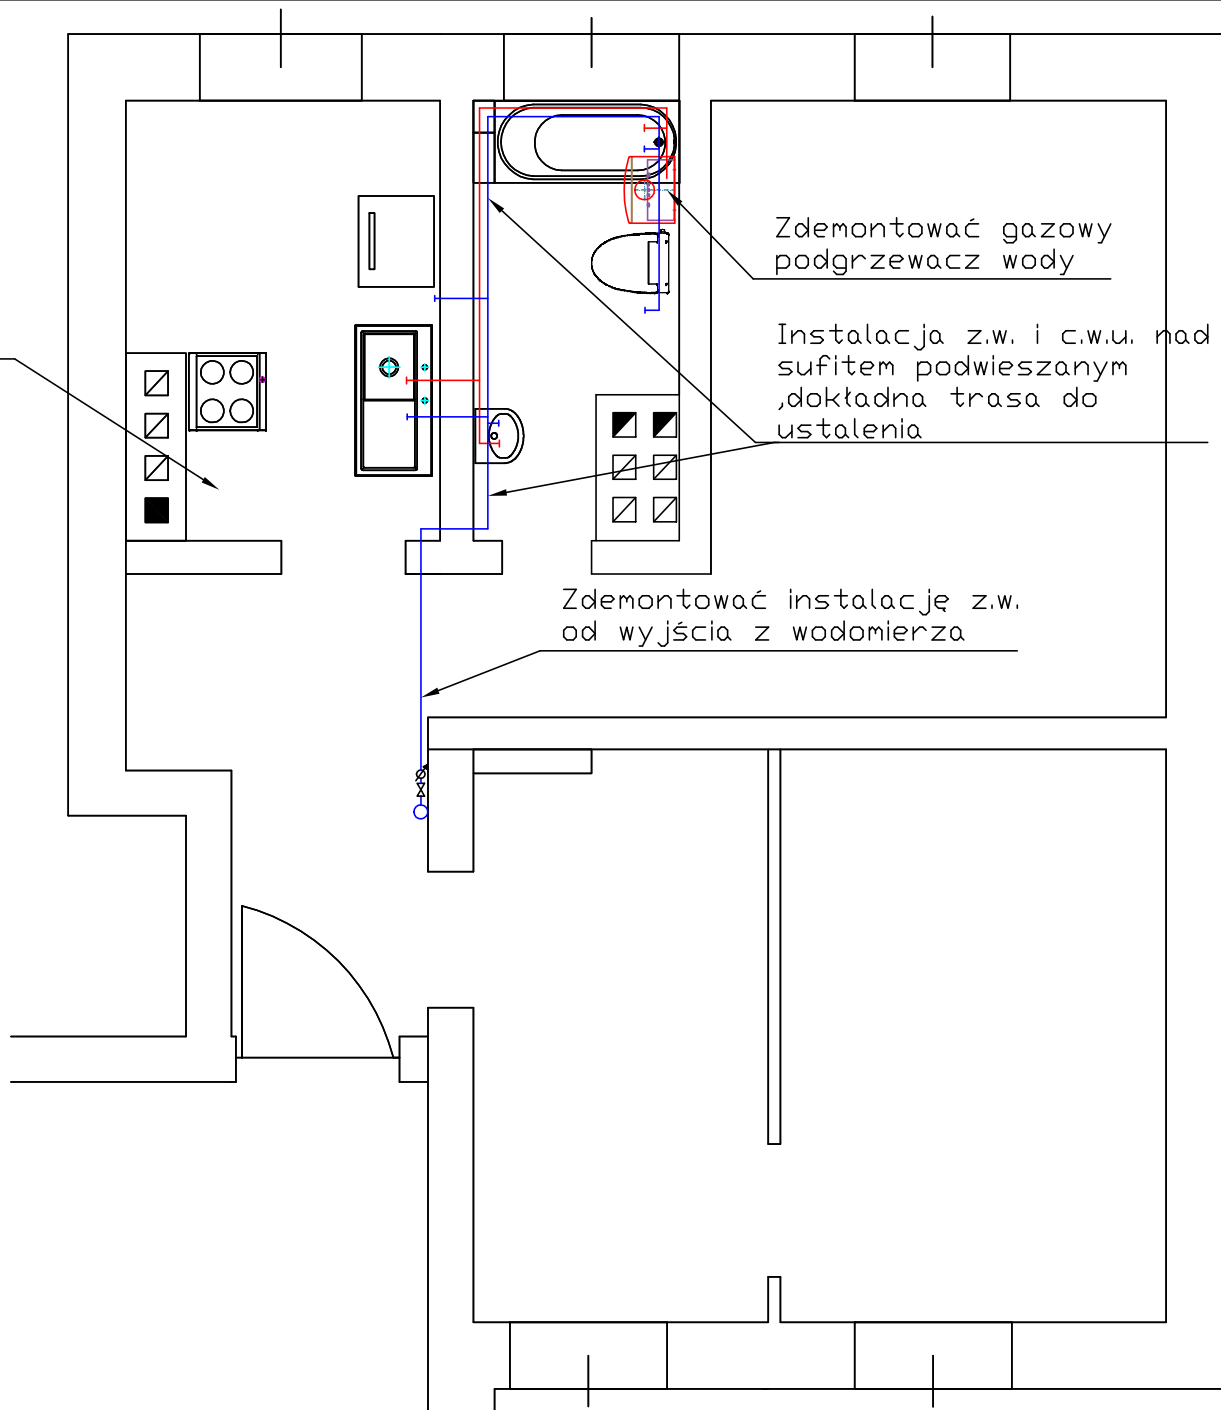 Zdemontować gazowy
podgrzewacz wody
Instalacja z.w. i c.w.u. nad
sufitem podwieszanym
,dokładna trasa do
ustalenia
Zdemontować instalację z.w.
od wyjścia z wodomierza